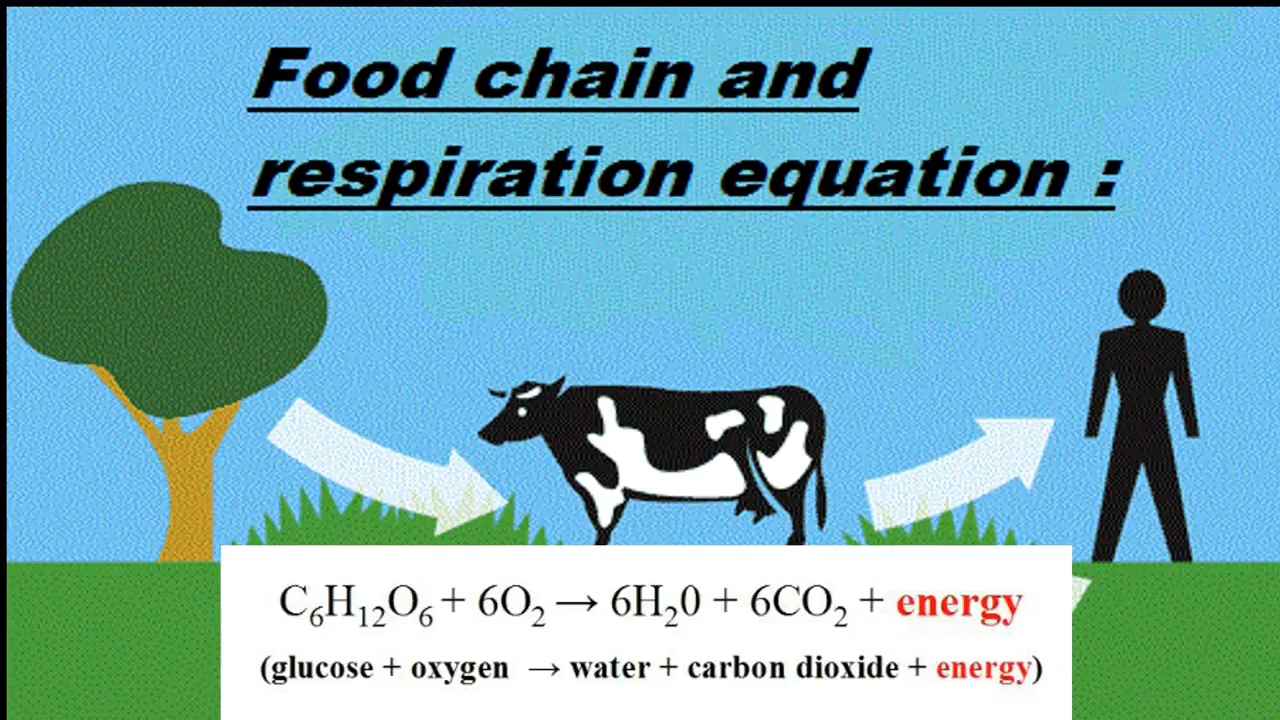 Food chain and
respiration equation :
C₆H₁₂O₆ + 6O₂ → 6H₂0 + 6CO₂ + energy
(glucose + oxygen → water + carbon dioxide + energy)